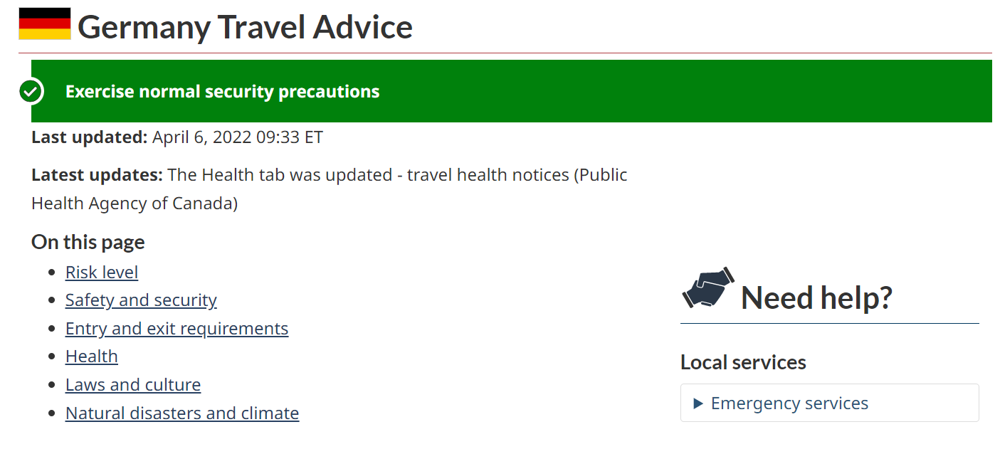 Germany Travel Advice
Exercise normal security precautions
Last updated: April 6, 2022 09:33 ET
Latest updates: The Health tab was updated - travel health notices (Public
Health Agency of Canada)
On this page
Risk level
Safety and security
Entry and exit requirements
Health
Laws and culture
Natural disasters and climate
Need help?
Local services
Emergency services